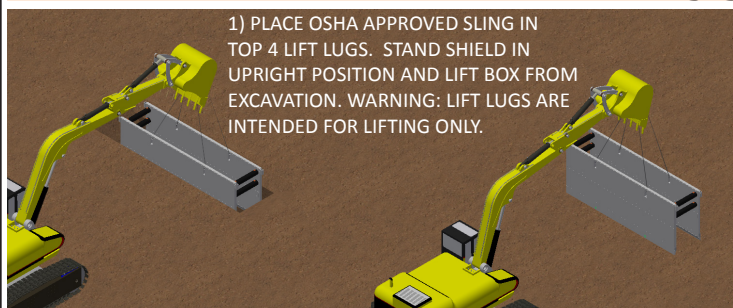 1) PLACE OSHA APPROVED SLING IN
TOP 4 LIFT LUGS.  STAND SHIELD IN
UPRIGHT POSITION AND LIFT BOX FROM
EXCAVATION. WARNING: LIFT LUGS ARE
INTENDED FOR LIFTING ONLY.